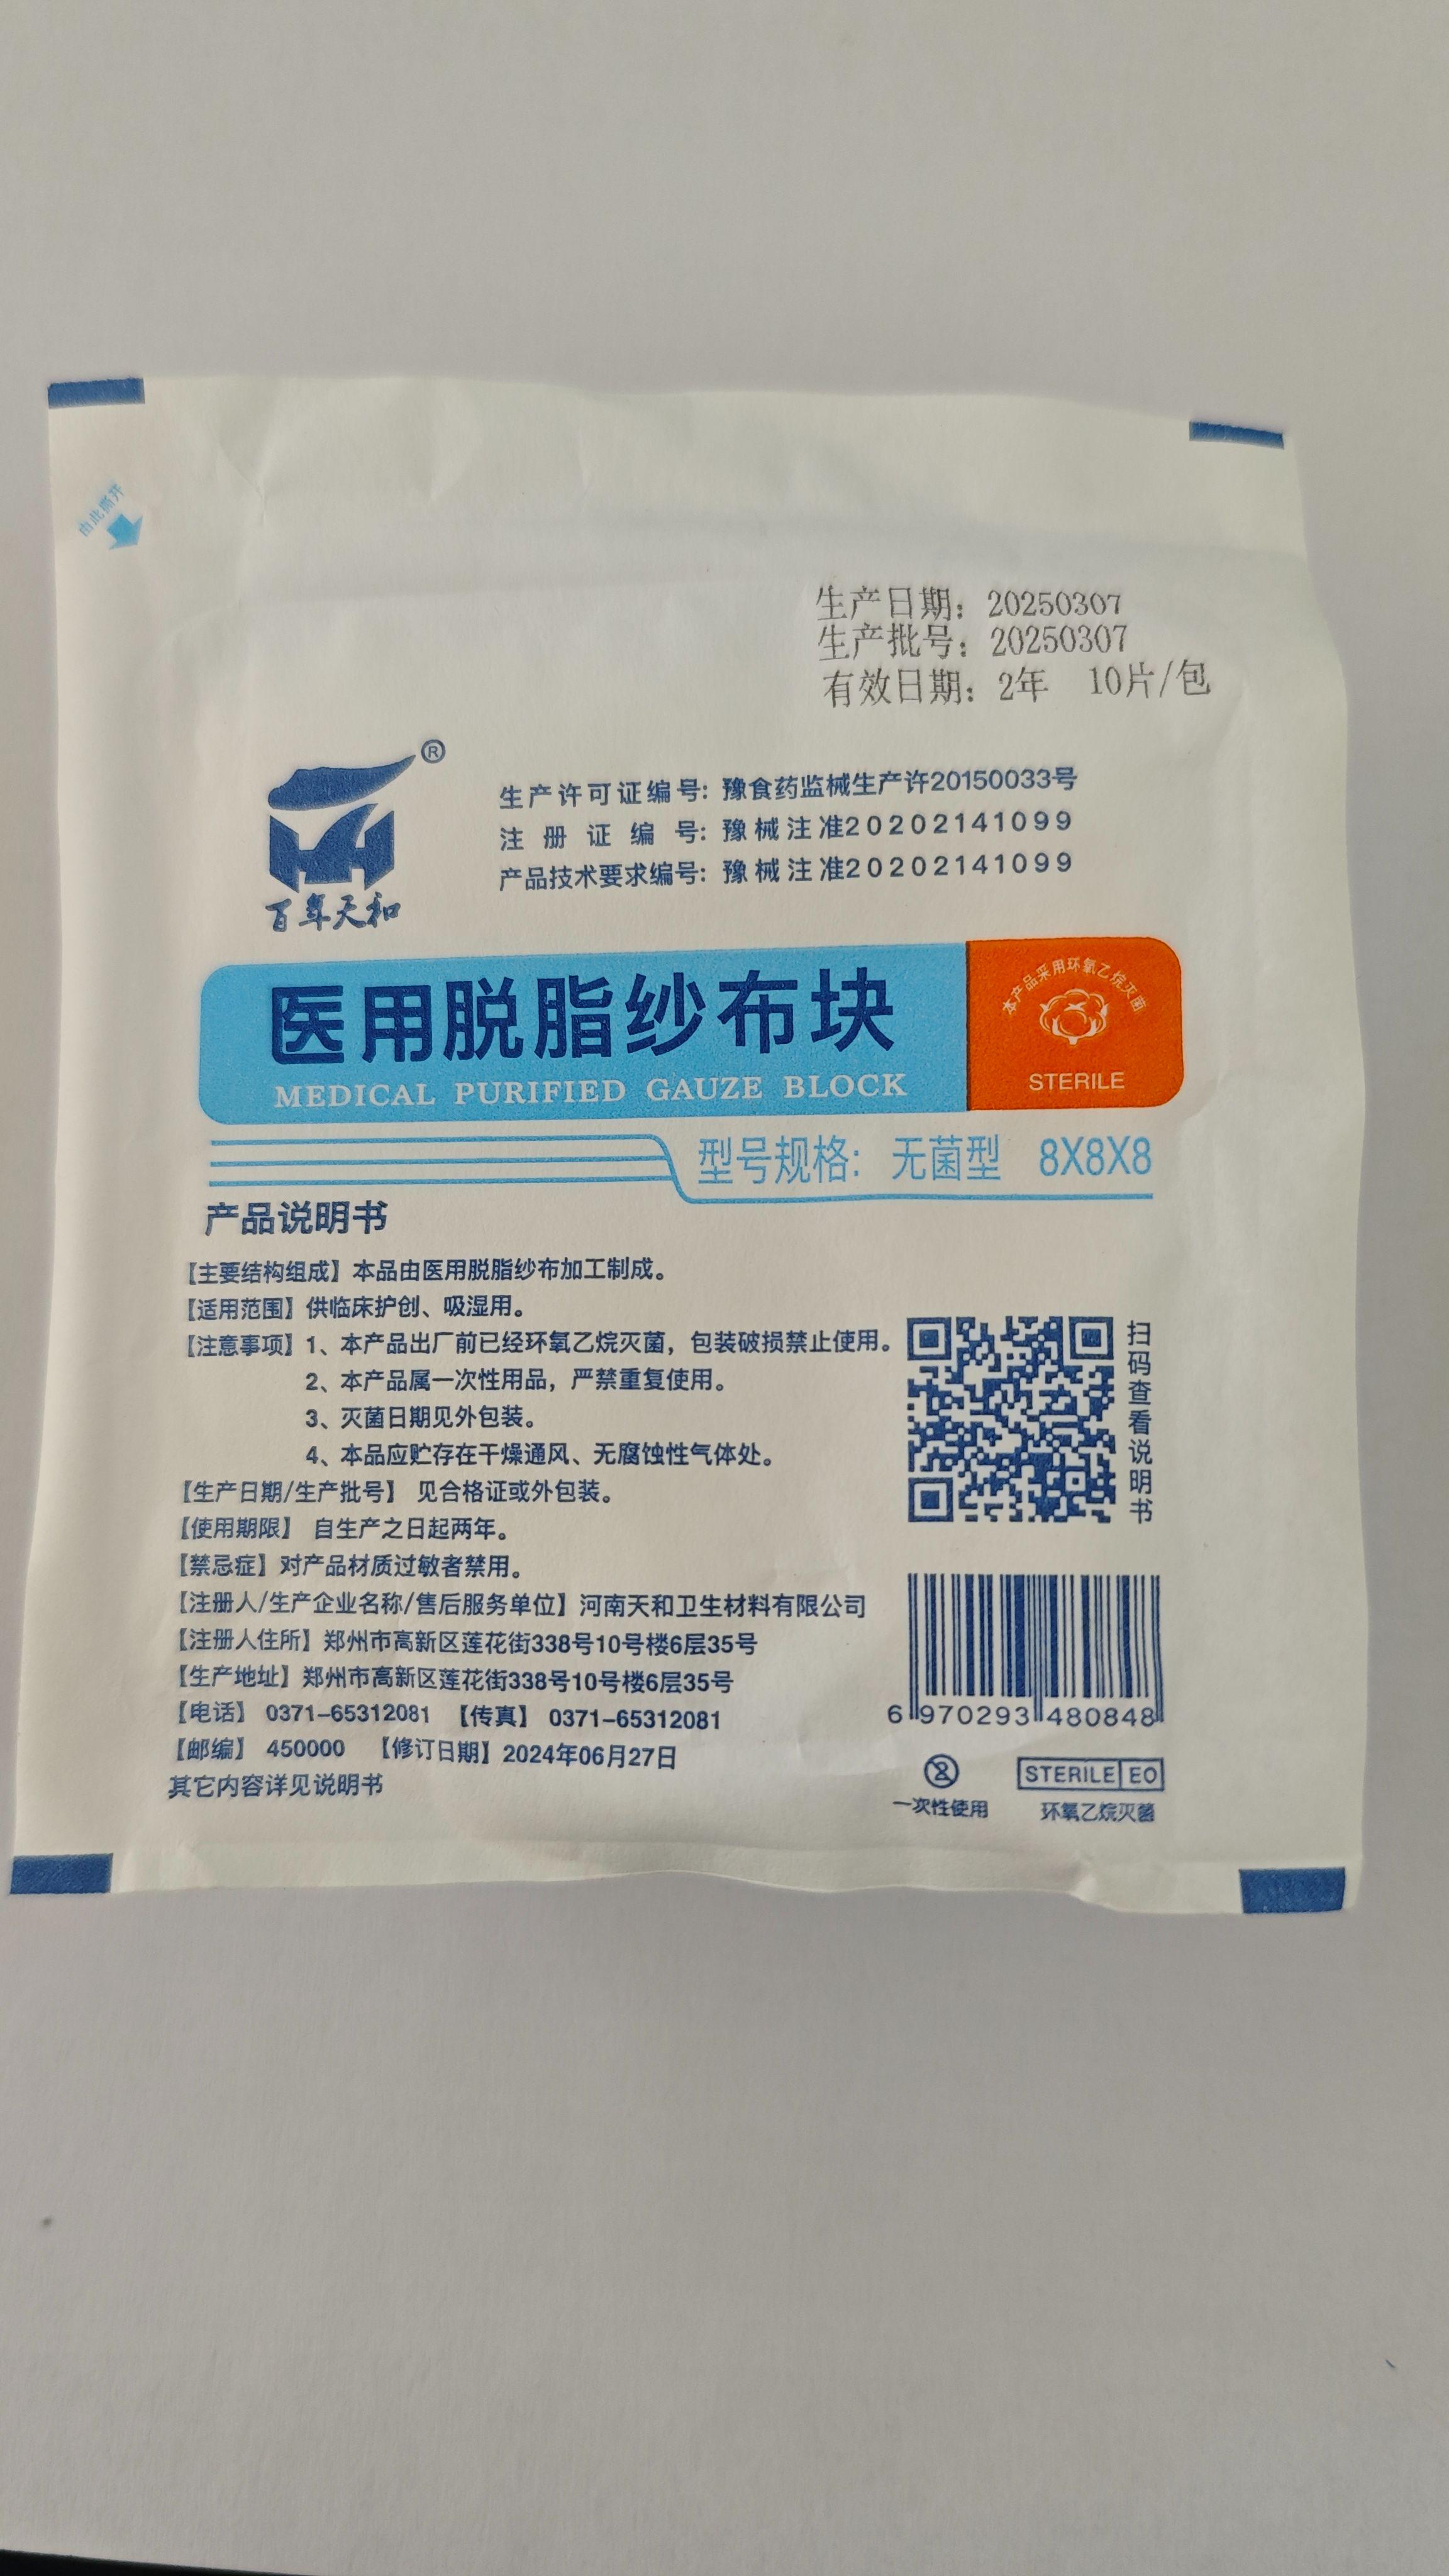 由此撕开
生产日期：20250307
生产批号：20250307
有效日期：2年 10片/包
®
百年天和
生产许可证编号：豫食药监械生产许20150033号
注册证编号：豫械注准20202141099
产品技术要求编号：豫械注准20202141099
医用脱脂纱布块
MEDICAL PURIFIED GAUZE BLOCK
本产品采用环氧乙烷灭菌
STERILE
型号规格：无菌型 8X8X8
产品说明书
【主要结构组成】本品由医用脱脂纱布加工制成。
【适用范围】供临床护创、吸湿用。
【注意事项】1、本产品出厂前已经环氧乙烷灭菌，包装破损禁止使用。
2、本产品属一次性用品，严禁重复使用。
3、灭菌日期见外包装。
4、本品应贮存在干燥通风、无腐蚀性气体处。
【生产日期/生产批号】 见合格证或外包装。
【使用期限】 自生产之日起两年。
【禁忌症】对产品材质过敏者禁用。
【注册人/生产企业名称/售后服务单位】河南天和卫生材料有限公司
【注册人住所】郑州市高新区莲花街338号10号楼6层35号
【生产地址】郑州市高新区莲花街338号10号楼6层35号
【电话】 0371-65312081 【传真】 0371-65312081
【邮编】 450000 【修订日期】2024年06月27日
其它内容详见说明书
扫码查看说明书
6 970293 480848
2
一次性使用
STERILE EO
环氧乙烷灭菌